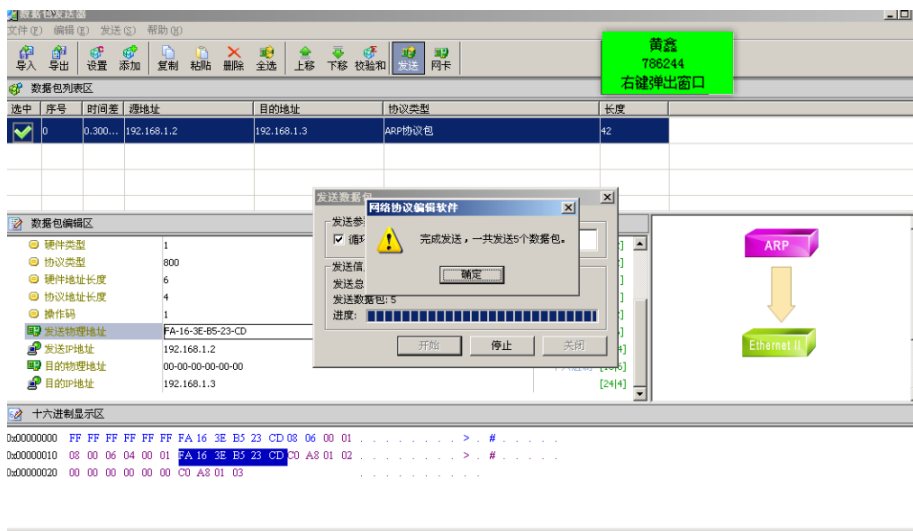 数据包发送器
文件(F) 编辑(E) 发送(S) 帮助(H)
导入 导出 设置 添加 复制 粘贴 删除 全选 上移 下移 校验和 发送 网卡
黄鑫
786244
右键弹出窗口
数据包列表区
选中 序号 时间差 源地址 目的地址 协议类型 长度
0 0.300... 192.168.1.2 192.168.1.3 ARP协议包 42
发送数据包
网络协议编辑软件
发送参
循环
完成发送，一共发送5个数据包。
确定
发送信
发送总
发送数据包: 5
进度:
开始 停止 关闭
数据包编辑区
硬件类型 1
协议类型 800
硬件地址长度 6
协议地址长度 4
操作码 1
发送物理地址 FA-16-3E-B5-23-CD
发送IP地址 192.168.1.2
目的物理地址 00-00-00-00-00-00
目的IP地址 192.168.1.3 [24|4]
ARP
Ethernet II
十六进制显示区
0x00000000 FF FF FF FF FF FF FA 16 3E B5 23 CD 08 06 00 01 . . . . . . . . > . # . . . . .
0x00000010 08 00 06 04 00 01 FA 16 3E B5 23 CD C0 A8 01 02 . . . . . . . . > . # . . . . .
0x00000020 00 00 00 00 00 00 C0 A8 01 03 . . . . . . . . . .